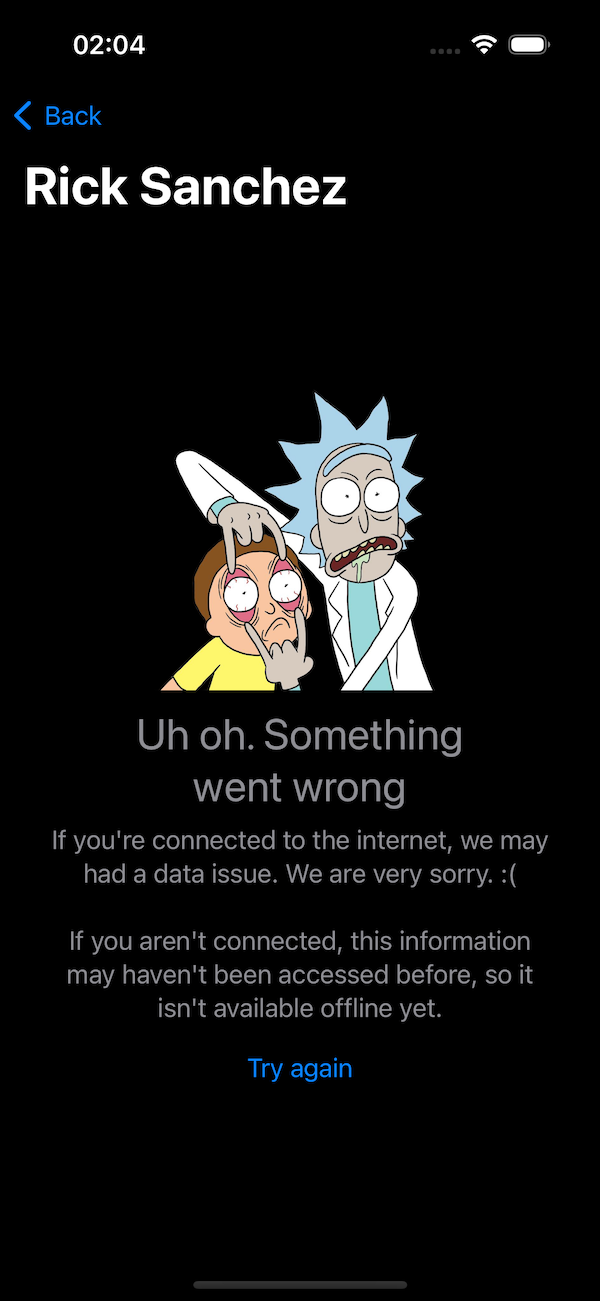 02:04
Back
Rick Sanchez
Uh oh. Something
went wrong
If you're connected to the internet, we may
had a data issue. We are very sorry. :(
If you aren't connected, this information
may haven't been accessed before, so it
isn't available offline yet.
Try again